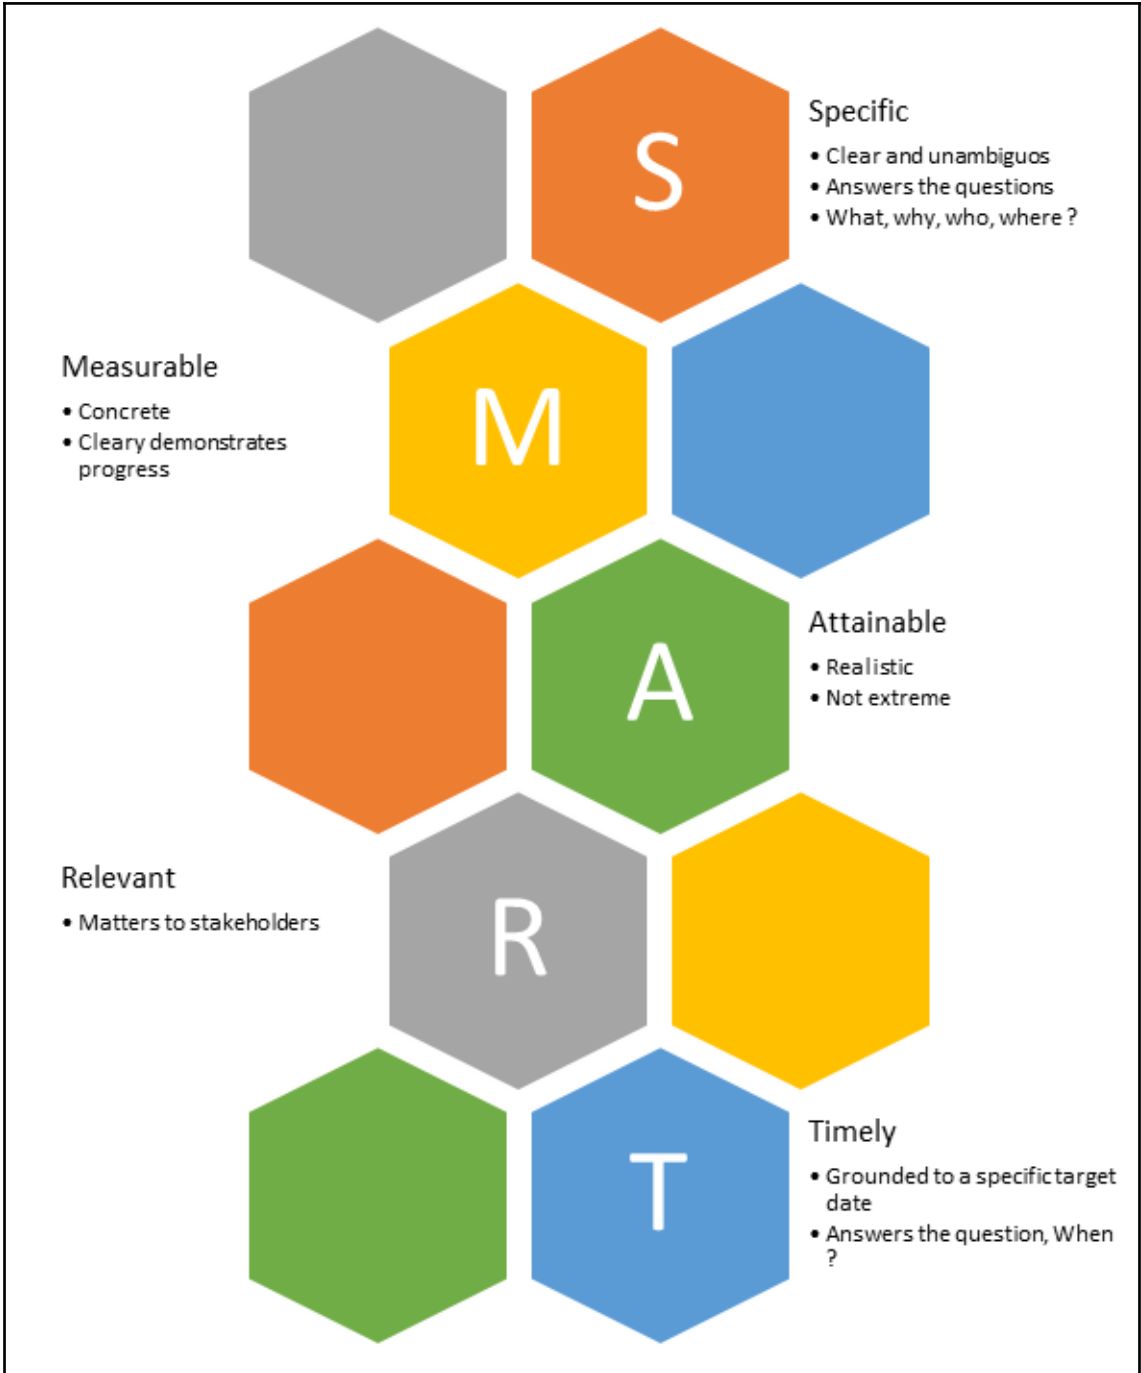 S
Specific
• Clear and unambiguos
• Answers the questions
• What, why, who, where ?
M
Measurable
• Concrete
• Cleary demonstrates
progress
A
Attainable
• Realistic
• Not extreme
R
Relevant
• Matters to stakeholders
T
Timely
• Grounded to a specific target
date
• Answers the question, When
?